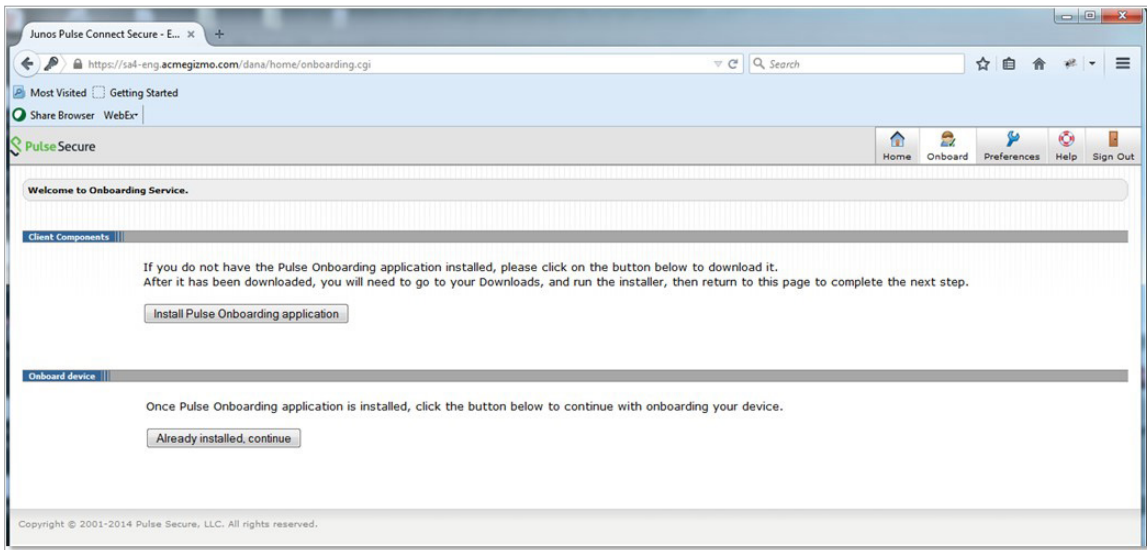 Junos Pulse Connect Secure - E...
https://sa4-eng.acmegizmo.com/dana/home/onboarding.cgi
Search
Most Visited Getting Started
Share Browser WebEx
Pulse Secure
Home Onboard Preferences Help Sign Out
Welcome to Onboarding Service.
Client Components
If you do not have the Pulse Onboarding application installed, please click on the button below to download it.
After it has been downloaded, you will need to go to your Downloads, and run the installer, then return to this page to complete the next step.
Install Pulse Onboarding application
Onboard device
Once Pulse Onboarding application is installed, click the button below to continue with onboarding your device.
Already installed, continue
Copyright © 2001-2014 Pulse Secure, LLC. All rights reserved.